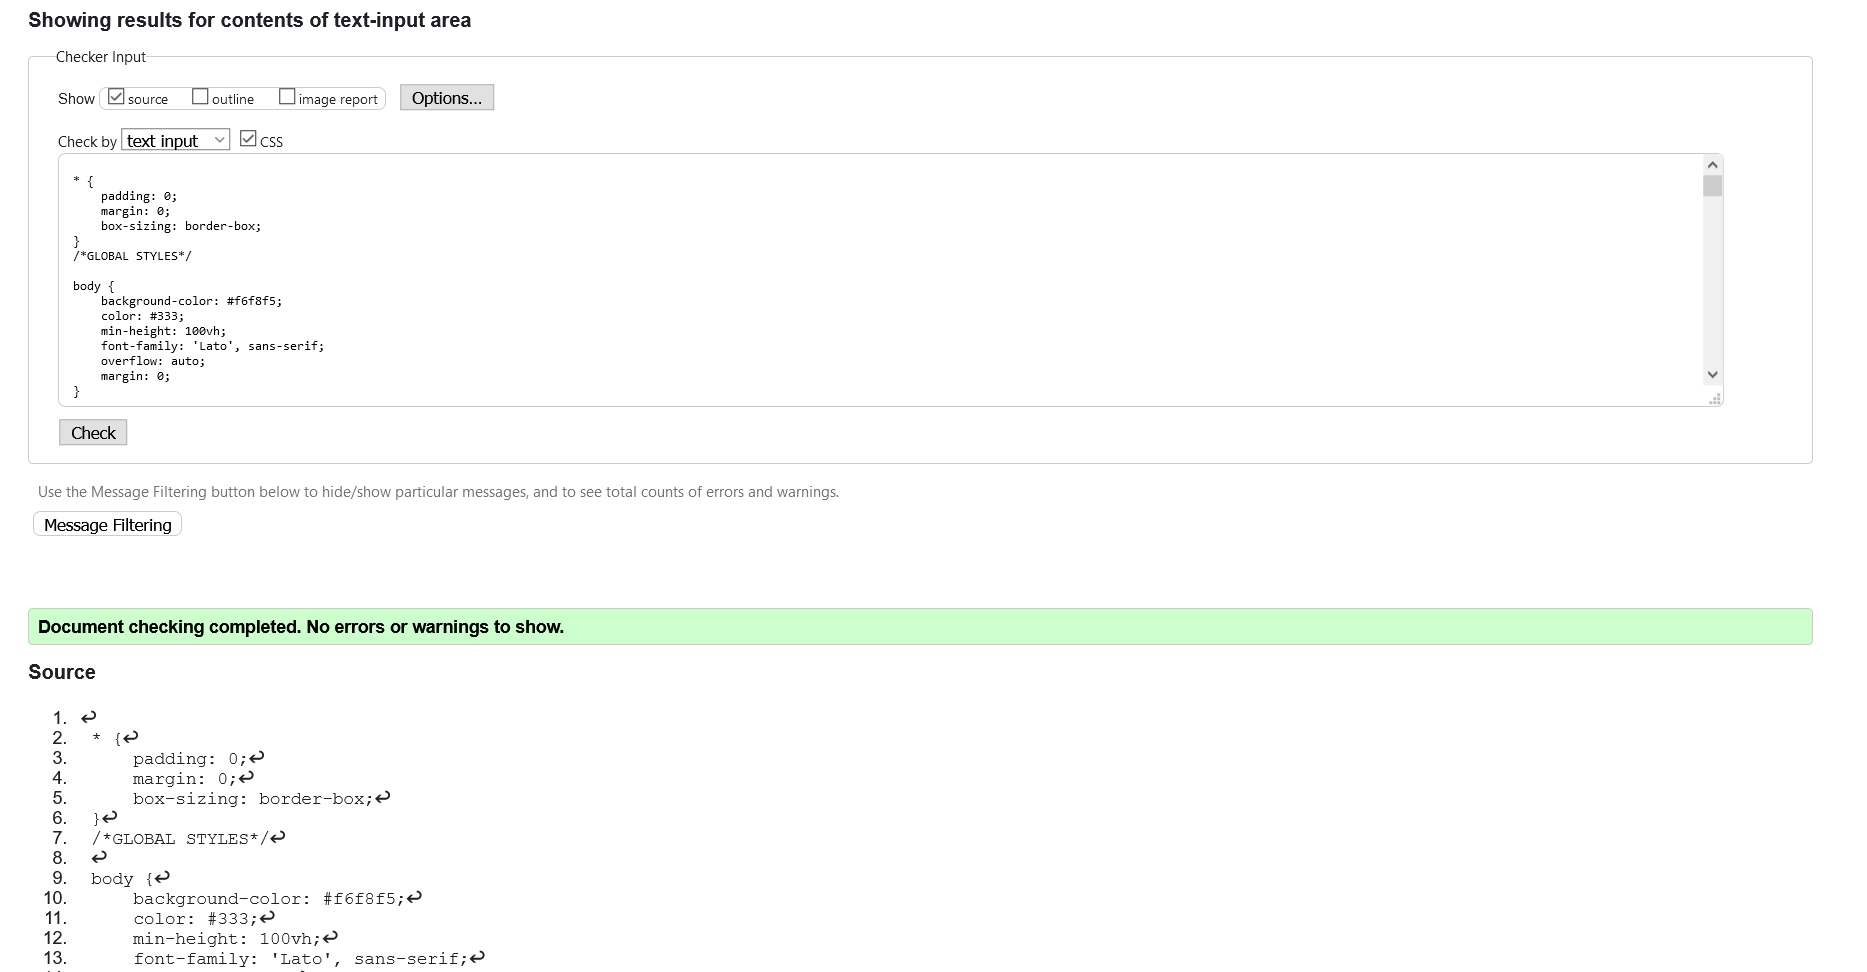 Showing results for contents of text-input area
Checker Input
Show source outline image report Options...
Check by text input CSS
* {
    padding: 0;
    margin: 0;
    box-sizing: border-box;
}
/*GLOBAL STYLES*/
body {
    background-color: #f6f8f5;
    color: #333;
    min-height: 100vh;
    font-family: 'Lato', sans-serif;
    overflow: auto;
    margin: 0;
}
Check
Use the Message Filtering button below to hide/show particular messages, and to see total counts of errors and warnings.
Message Filtering
Document checking completed. No errors or warnings to show.
Source
1. ↩
2. * {↩
3.     padding: 0;↩
4.     margin: 0;↩
5.     box-sizing: border-box;↩
6. }↩
7. /*GLOBAL STYLES*/↩
8. ↩
9. body {↩
10.     background-color: #f6f8f5;↩
11.     color: #333;↩
12.     min-height: 100vh;↩
13.     font-family: 'Lato', sans-serif;↩